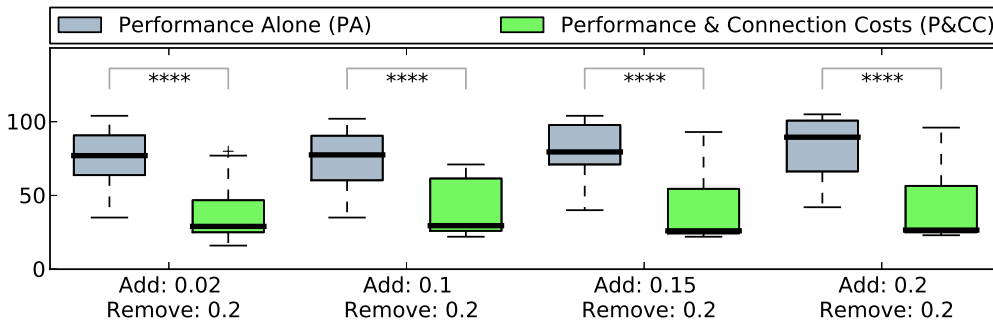 Performance Alone (PA) Performance & Connection Costs (P&CC)
**** **** **** ****
100
50
0
Add: 0.02 Add: 0.1 Add: 0.15 Add: 0.2
Remove: 0.2 Remove: 0.2 Remove: 0.2 Remove: 0.2